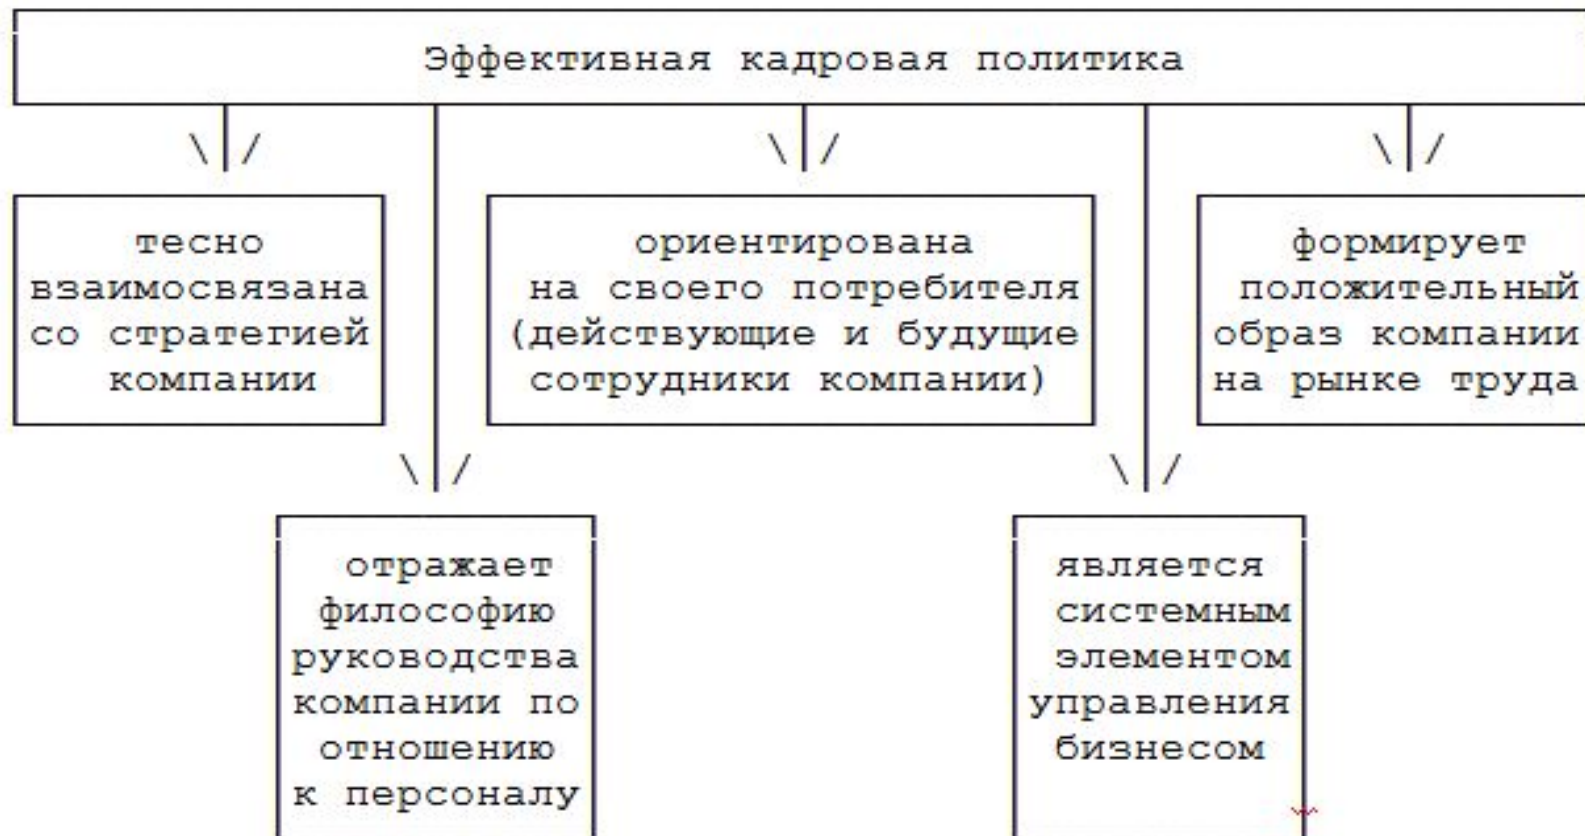 Эффективная кадровая политика
тесно
взаимосвязана
со стратегией
компании
ориентирована
на своего потребителя
(действующие и будущие
сотрудники компании)
формирует
положительный
образ компании
на рынке труда
отражает
философию
руководства
компании по
отношению
к персоналу
является
системным
элементом
управления
бизнесом